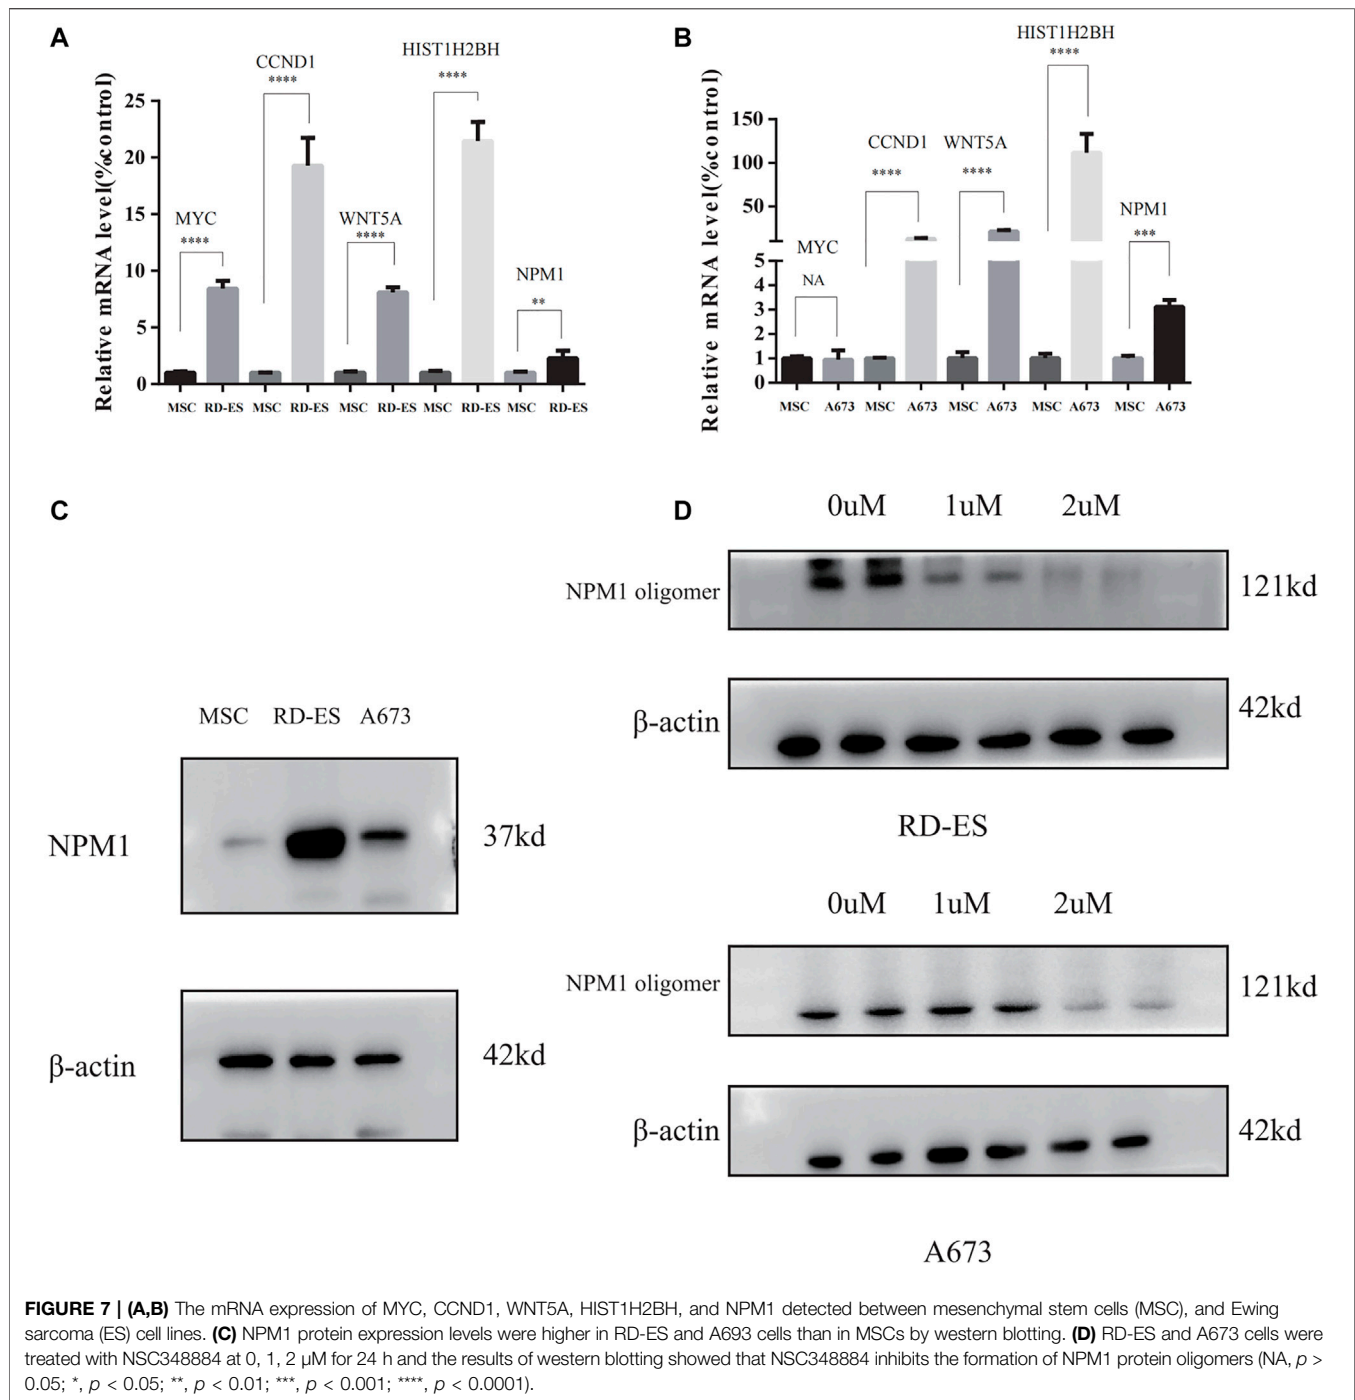 A
HIST1H2BH
CCND1
****
****
25
20
15
10
5
0
Relative mRNA level(%control)
MYC
****
WNT5A
****
NPM1
**
MSC RD-ES MSC RD-ES MSC RD-ES MSC RD-ES MSC RD-ES
B
HIST1H2BH
****
150
100
50
5
4
3
2
1
0
Relative mRNA level(%control)
CCND1
****
WNT5A
****
NPM1
***
MYC
NA
MSC A673 MSC A673 MSC A673 MSC A673 MSC A673
C
MSC RD-ES A673
NPM1
37kd
β-actin
42kd
D
0uM 1uM 2uM
NPM1 oligomer
121kd
β-actin
42kd
RD-ES
0uM 1uM 2uM
NPM1 oligomer
121kd
β-actin
42kd
A673
FIGURE 7 | (A,B) The mRNA expression of MYC, CCND1, WNT5A, HIST1H2BH, and NPM1 detected between mesenchymal stem cells (MSC), and Ewing
sarcoma (ES) cell lines. (C) NPM1 protein expression levels were higher in RD-ES and A693 cells than in MSCs by western blotting. (D) RD-ES and A673 cells were
treated with NSC348884 at 0, 1, 2 μM for 24 h and the results of western blotting showed that NSC348884 inhibits the formation of NPM1 protein oligomers (NA, p >
0.05; *, p < 0.05; **, p < 0.01; ***, p < 0.001; ****, p < 0.0001).